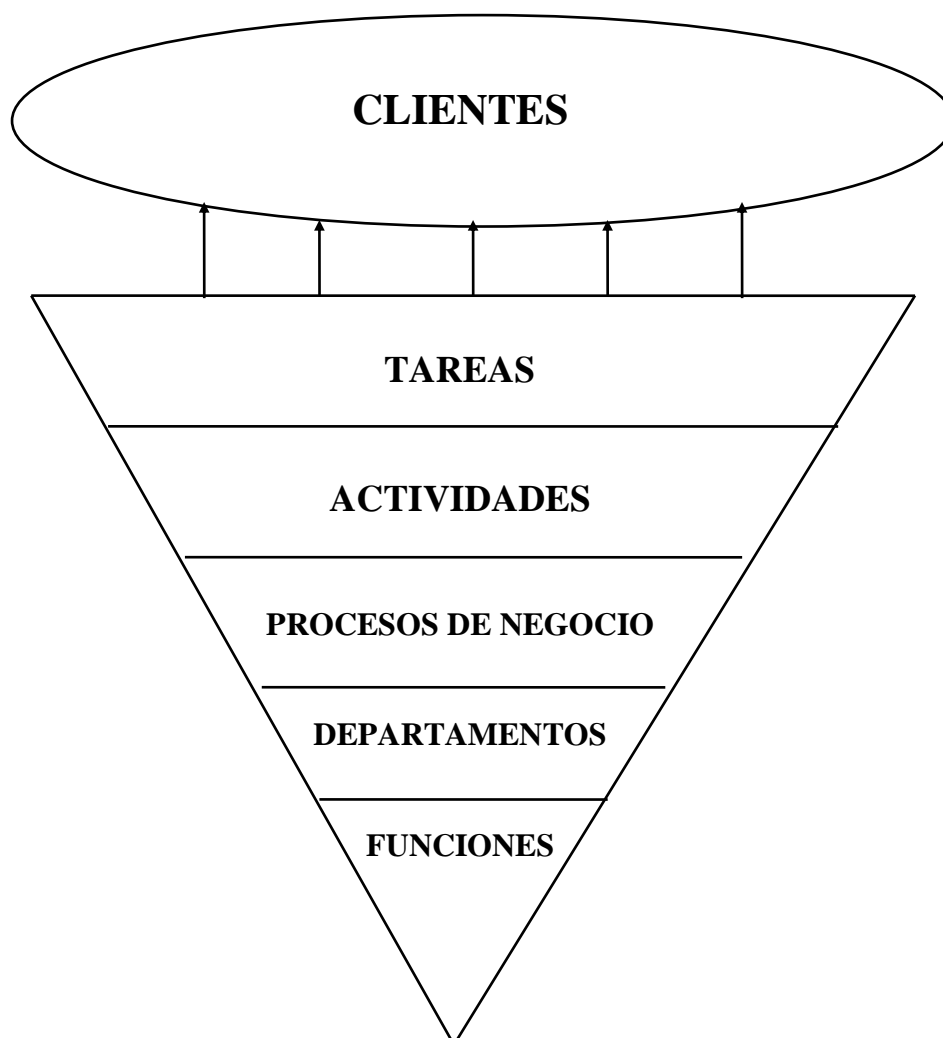 CLIENTES
TAREAS
ACTIVIDADES
PROCESOS DE NEGOCIO
DEPARTAMENTOS
FUNCIONES